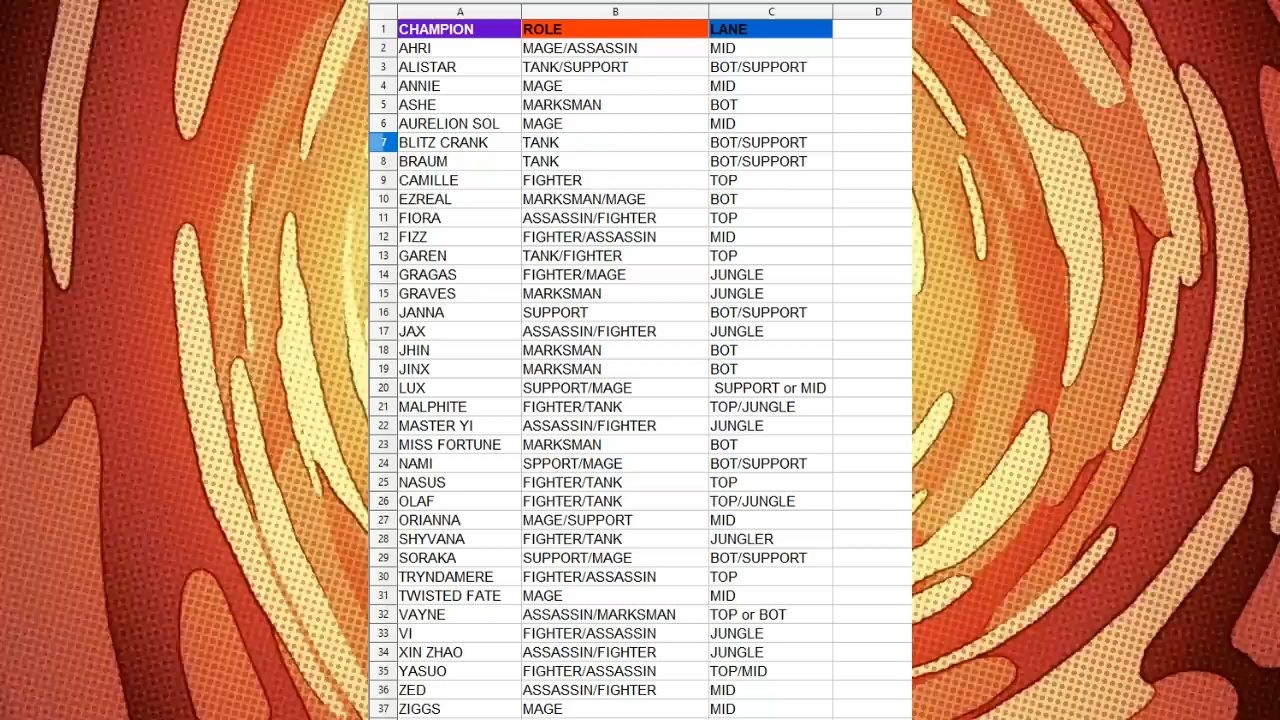 A B C D
1 CHAMPION ROLE LANE
2 AHRI MAGE/ASSASSIN MID
3 ALISTAR TANK/SUPPORT BOT/SUPPORT
4 ANNIE MAGE MID
5 ASHE MARKSMAN BOT
6 AURELION SOL MAGE MID
7 BLITZ CRANK TANK BOT/SUPPORT
8 BRAUM TANK BOT/SUPPORT
9 CAMILLE FIGHTER TOP
10 EZREAL MARKSMAN/MAGE BOT
11 FIORA ASSASSIN/FIGHTER TOP
12 FIZZ FIGHTER/ASSASSIN MID
13 GAREN TANK/FIGHTER TOP
14 GRAGAS FIGHTER/MAGE JUNGLE
15 GRAVES MARKSMAN JUNGLE
16 JANNA SUPPORT BOT/SUPPORT
17 JAX ASSASSIN/FIGHTER JUNGLE
18 JHIN MARKSMAN BOT
19 JINX MARKSMAN BOT
20 LUX SUPPORT/MAGE SUPPORT or MID
21 MALPHITE FIGHTER/TANK TOP/JUNGLE
22 MASTER YI ASSASSIN/FIGHTER JUNGLE
23 MISS FORTUNE MARKSMAN BOT
24 NAMI SPPORT/MAGE BOT/SUPPORT
25 NASUS FIGHTER/TANK TOP
26 OLAF FIGHTER/TANK TOP/JUNGLE
27 ORIANNA MAGE/SUPPORT MID
28 SHYVANA FIGHTER/TANK JUNGLER
29 SORAKA SUPPORT/MAGE BOT/SUPPORT
30 TRYNDAMERE FIGHTER/ASSASSIN TOP
31 TWISTED FATE MAGE MID
32 VAYNE ASSASSIN/MARKSMAN TOP or BOT
33 VI FIGHTER/ASSASSIN JUNGLE
34 XIN ZHAO ASSASSIN/FIGHTER JUNGLE
35 YASUO FIGHTER/ASSASSIN TOP/MID
36 ZED ASSASSIN/FIGHTER MID
37 ZIGGS MAGE MID